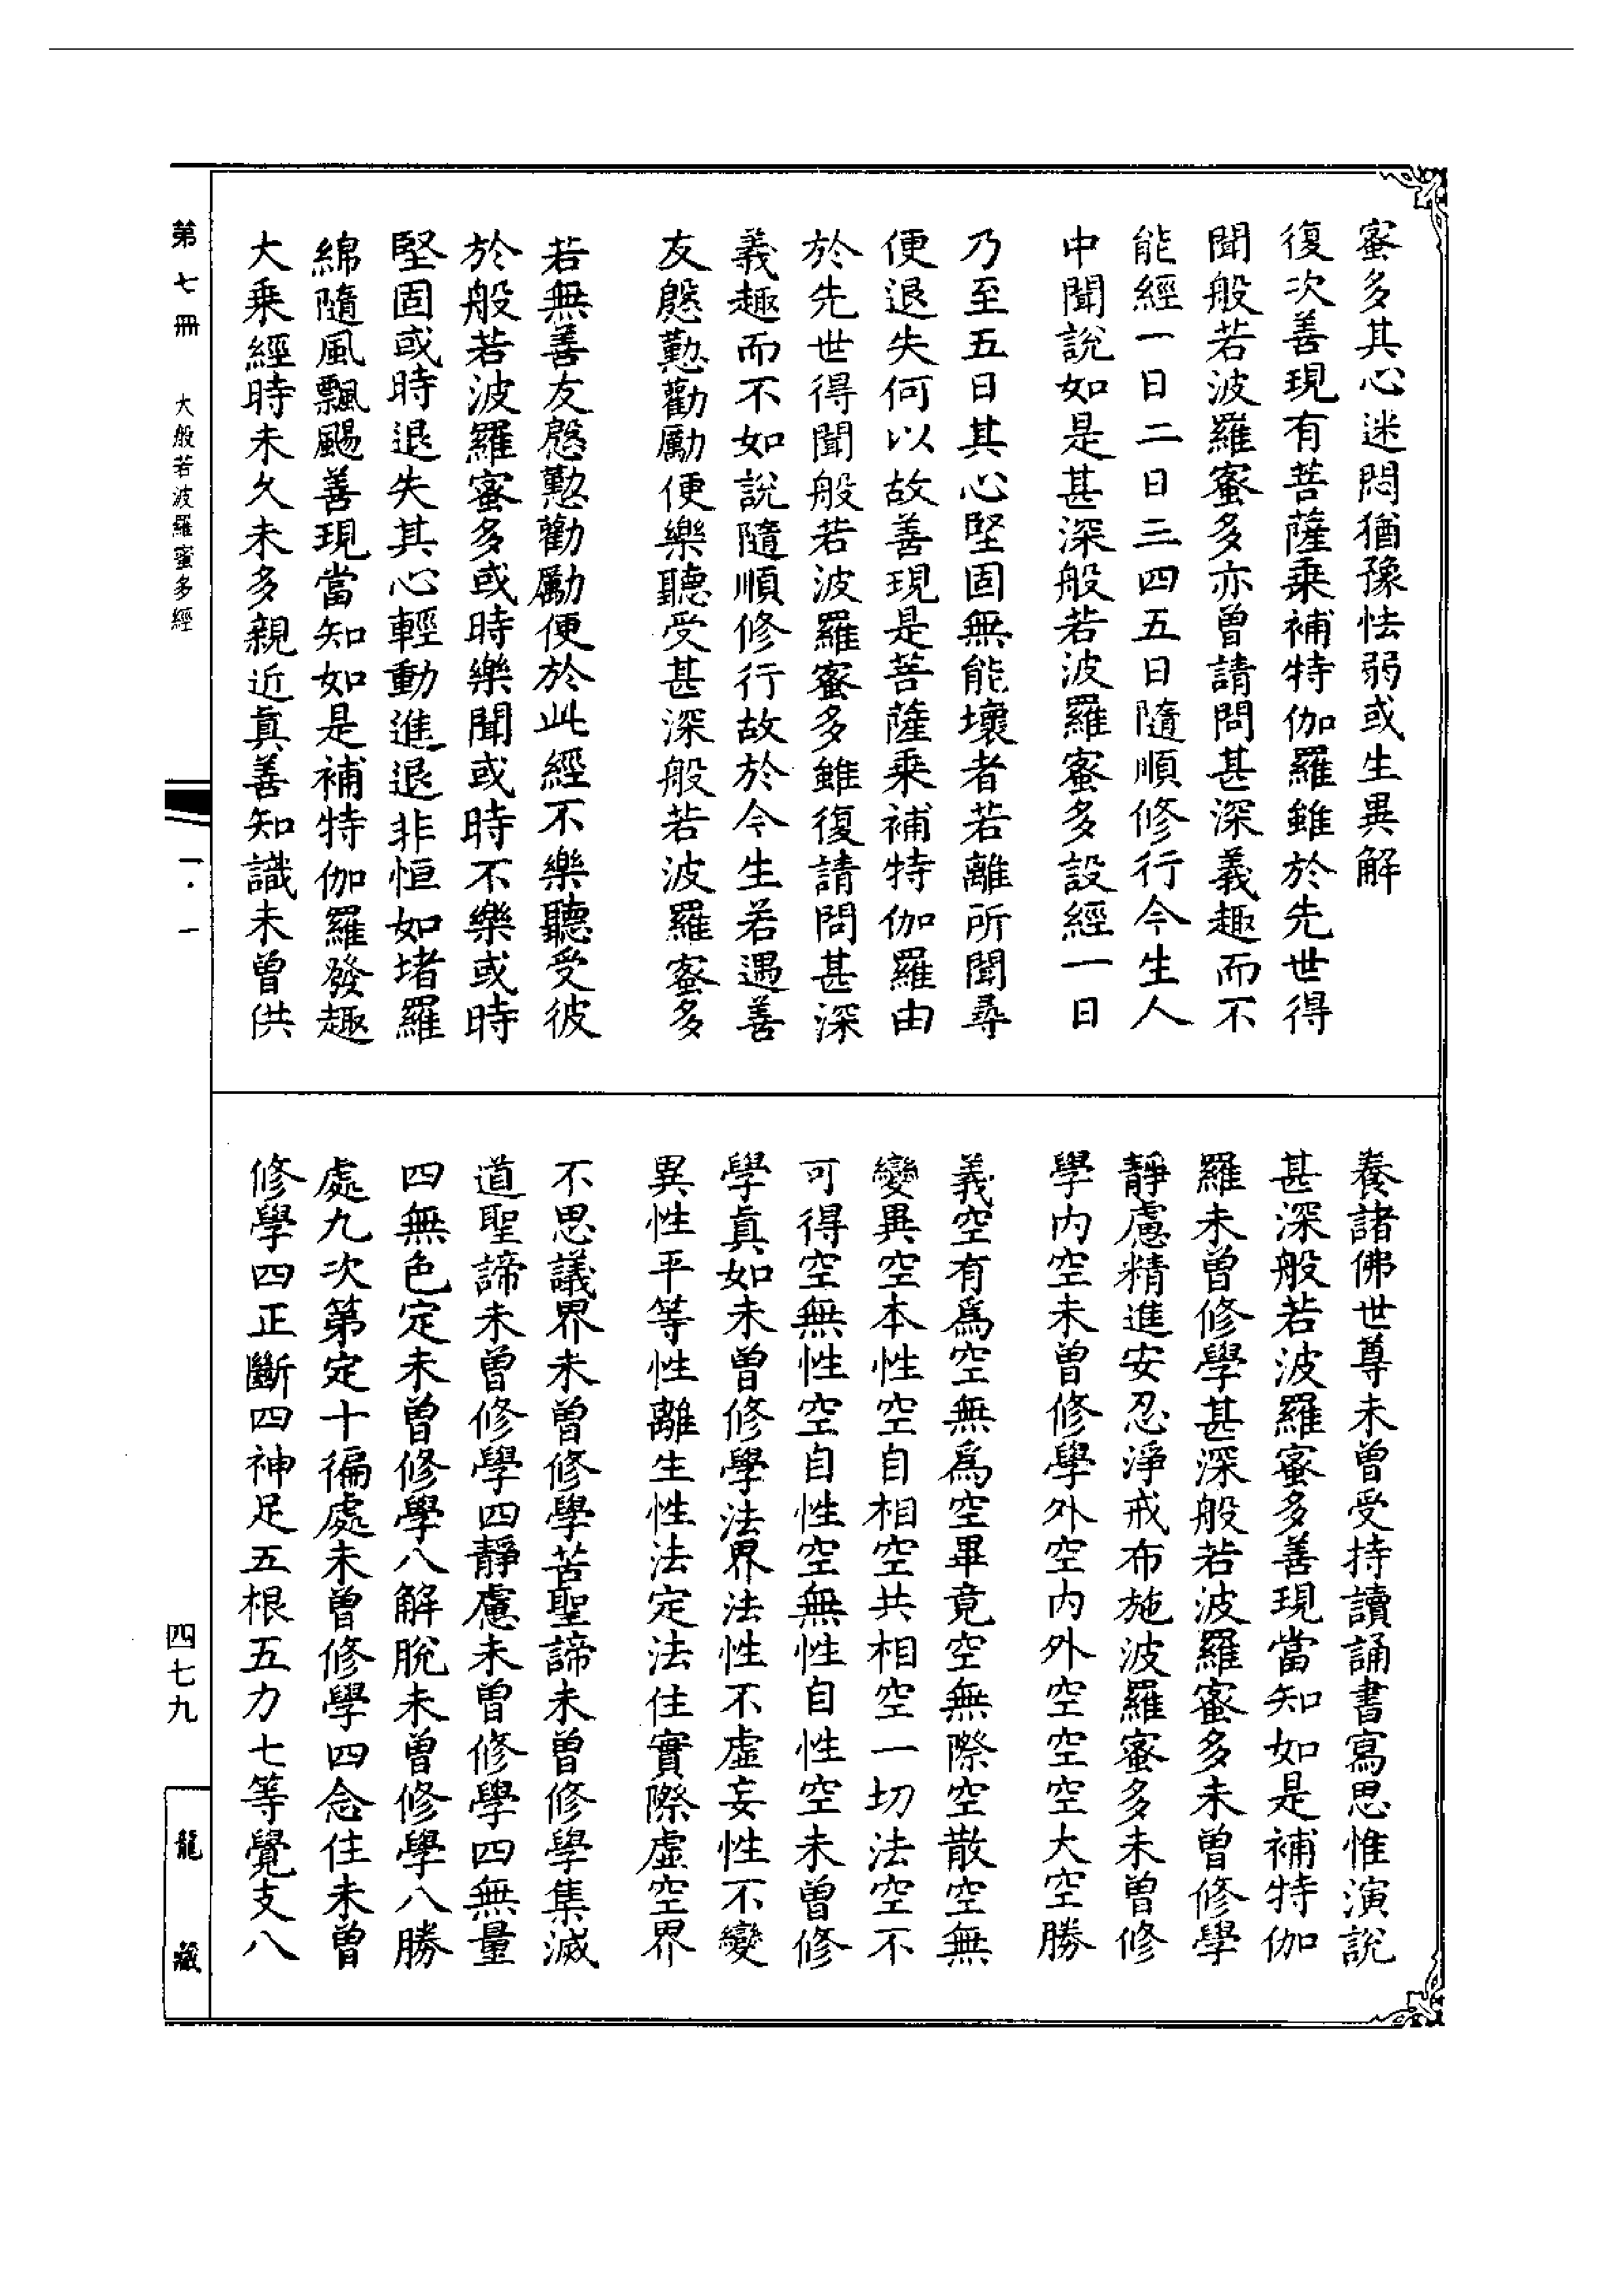 蜜多其心迷悶猶豫怯弱或生異解
復次善現有菩薩乘補特伽羅雖於先世得
聞般若波羅蜜多亦曾請問甚深義趣而不
能經一日二日三四五日隨順修行今生人
中聞說如是甚深般若波羅蜜多設經一日
乃至五日其心堅固無能壞者若離所聞尋
便退失何以故善現是菩薩乘補特伽羅由
於先世得聞般若波羅蜜多雖復請問甚深
義趣而不如說隨順修行故於今生若遇善
友慇懃勸勵便樂聽受甚深般若波羅蜜多
若無善友慇懃勸勵便於此經不樂聽受彼
於般若波羅蜜多或時樂聞或時不樂或時
堅固或時退失其心輕動進退非恒如堵羅
綿隨風飄颺善現當知如是補特伽羅發趣
大乘經時未久未多親近真善知識未曾供
養諸佛世尊未曾受持讀誦書寫思惟演說
甚深般若波羅蜜多善現當知如是補特伽
羅未曾修學甚深般若波羅蜜多未曾修學
靜慮精進安忍淨戒布施波羅蜜多未曾修
學內空未曾修學外空內外空空空大空勝
義空有為空無為空畢竟空無際空散空無
變異空本性空自相空共相空一切法空不
可得空無性空自性空無性自性空未曾修
學真如未曾修學法界法性不虛妄性不變
異性平等性離生性法定法住實際虛空界
不思議界未曾修學苦聖諦未曾修學集滅
道聖諦未曾修學四靜慮未曾修學四無量
四無色定未曾修學八解脫未曾修學八勝
處九次第定十徧處未曾修學四念住未曾
修學四正斷四神足五根五力七等覺支八
第七冊 大般若波羅蜜多經 一·一 四七九 龍藏